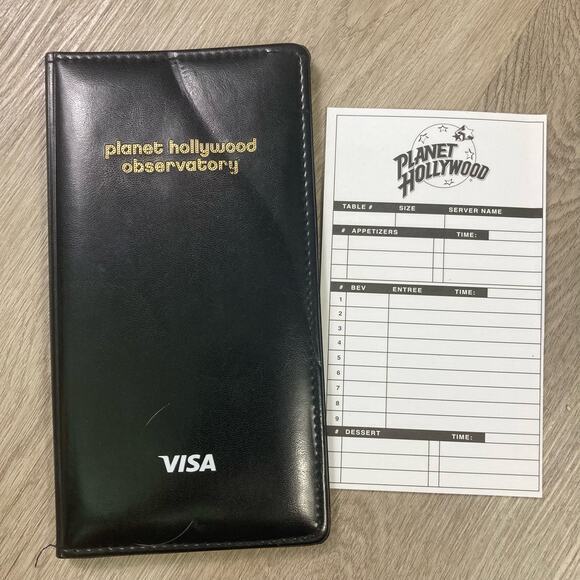 planet hollywood
observatory
VISA
PLANET
HOLLYWOOD
TABLE # SIZE SERVER NAME
# APPETIZERS TIME:
# BEV ENTREE TIME:
1
2
3
4
5
6
7
8
9
# DESSERT TIME: